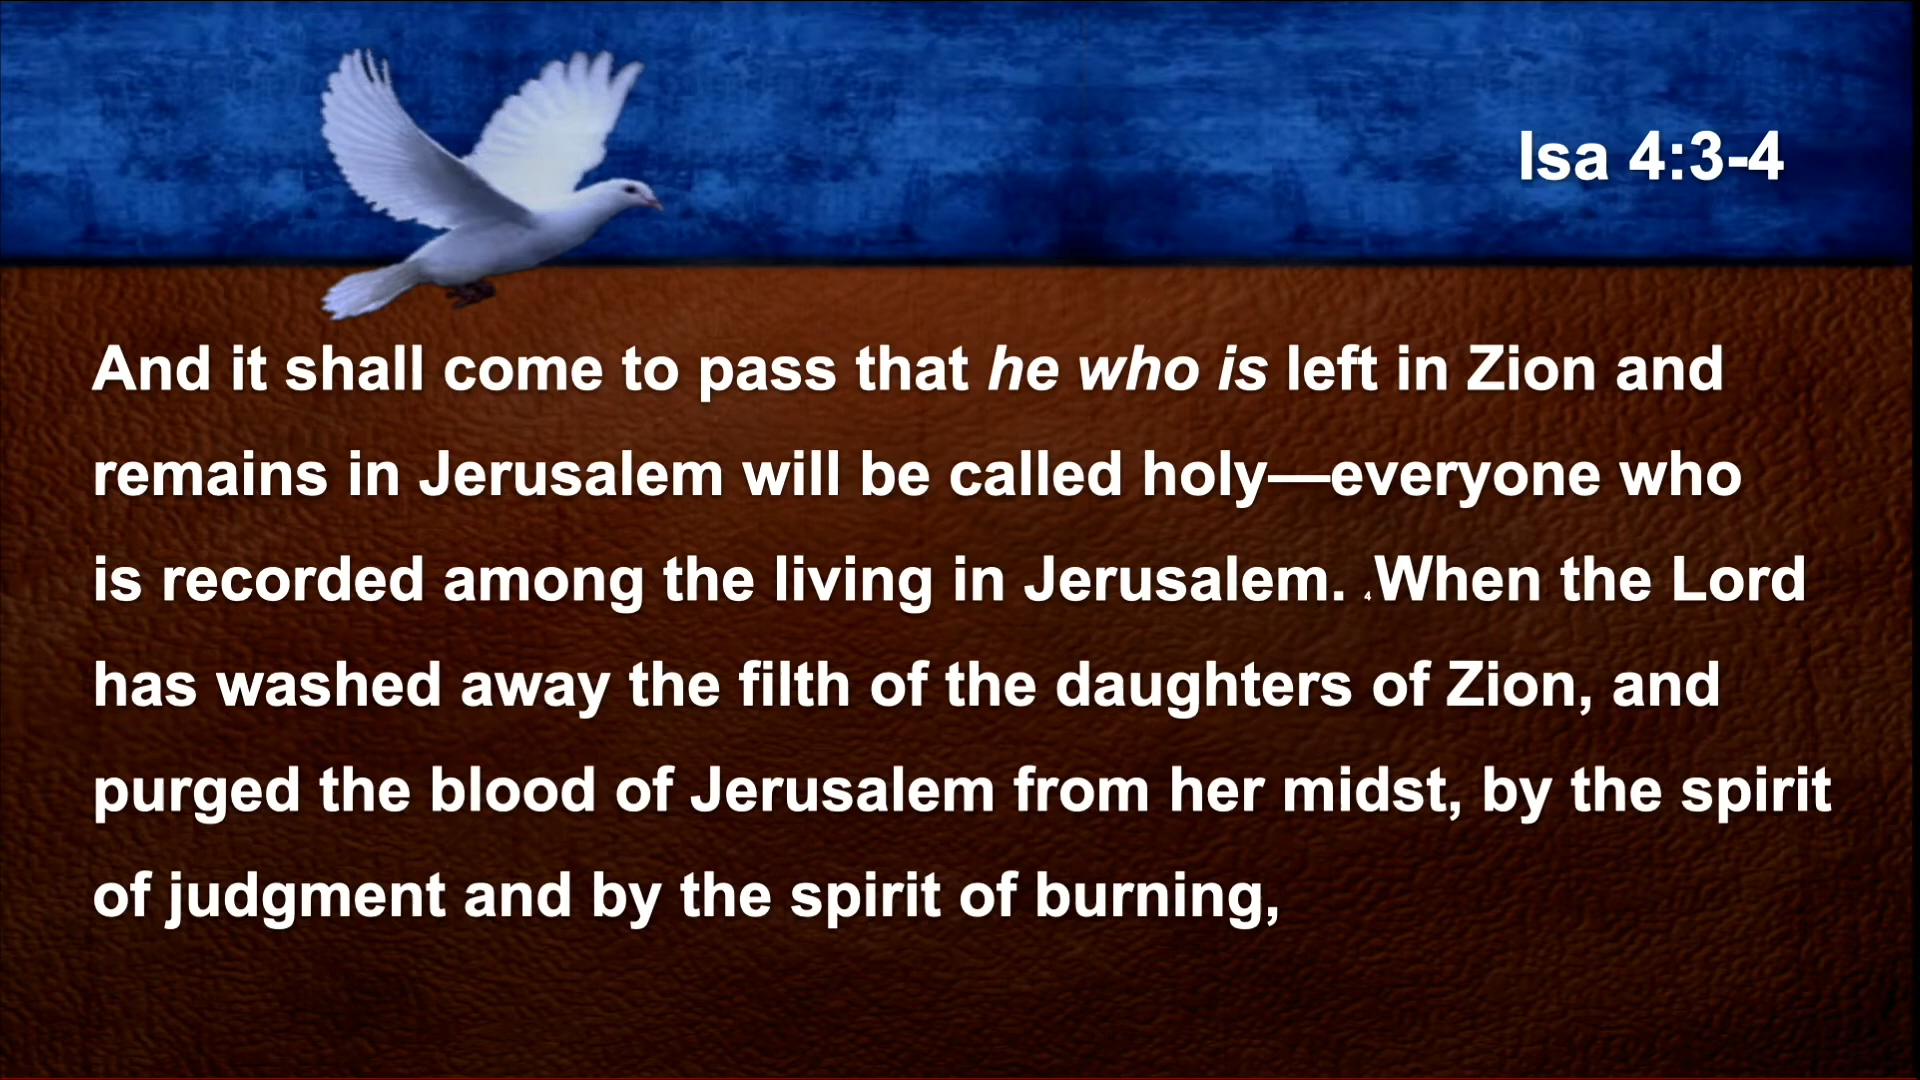 Isa 4:3-4
And it shall come to pass that he who is left in Zion and
remains in Jerusalem will be called holy—everyone who
is recorded among the living in Jerusalem. 4 When the Lord
has washed away the filth of the daughters of Zion, and
purged the blood of Jerusalem from her midst, by the spirit
of judgment and by the spirit of burning,